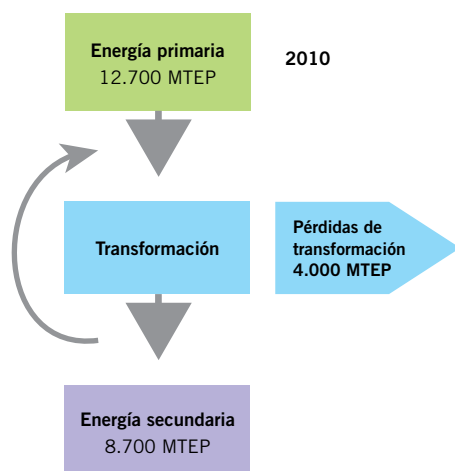 Energía primaria
12.700 MTEP
2010
Transformación
Pérdidas de
transformación
4.000 MTEP
Energía secundaria
8.700 MTEP